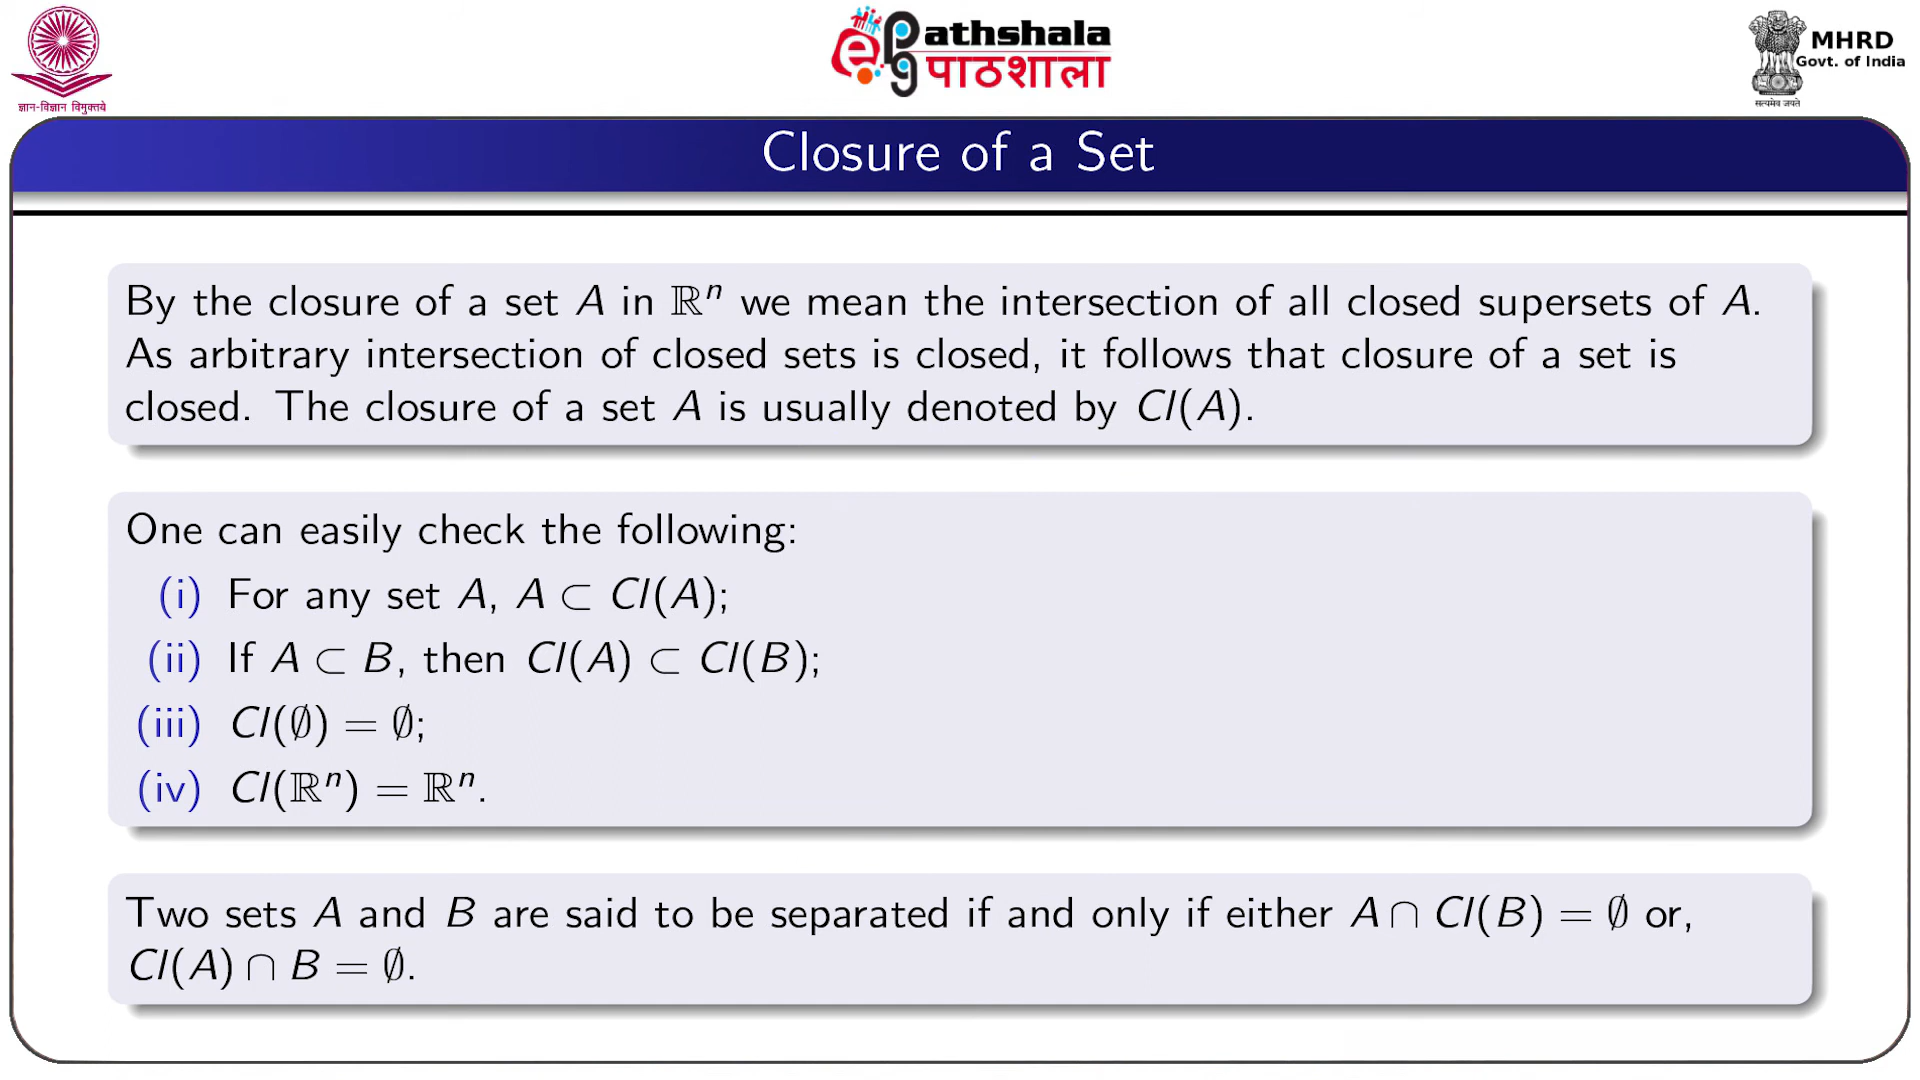 ज्ञान-विज्ञान विमुक्तये
ePG Pathshala
पाठशाला
MHRD
Govt. of India
सत्यमेव जयते
Closure of a Set
By the closure of a set A in ℝⁿ we mean the intersection of all closed supersets of A.
As arbitrary intersection of closed sets is closed, it follows that closure of a set is
closed. The closure of a set A is usually denoted by Cl(A).
One can easily check the following:
(i) For any set A, A ⊂ Cl(A);
(ii) If A ⊂ B, then Cl(A) ⊂ Cl(B);
(iii) Cl(∅) = ∅;
(iv) Cl(ℝⁿ) = ℝⁿ.
Two sets A and B are said to be separated if and only if either A ∩ Cl(B) = ∅ or,
Cl(A) ∩ B = ∅.